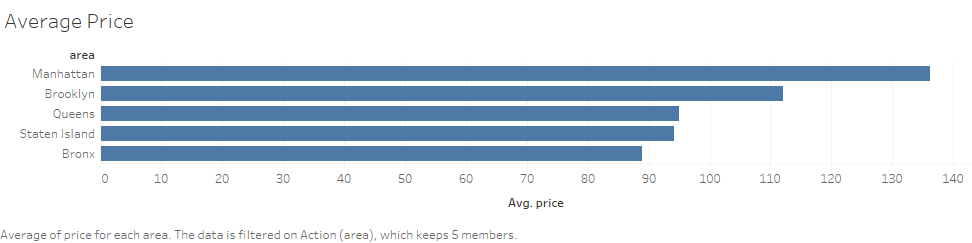 Average Price
area
Manhattan
Brooklyn
Queens
Staten Island
Bronx
0 10 20 30 40 50 60 70 80 90 100 110 120 130 140
Avg. price
Average of price for each area. The data is filtered on Action (area), which keeps 5 members.